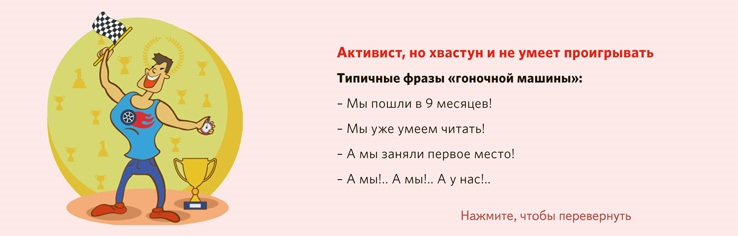 Активист, но хвастун и не умеет проигрывать
Типичные фразы «гоночной машины»:
– Мы пошли в 9 месяцев!
– Мы уже умеем читать!
– А мы заняли первое место!
– А мы!.. А мы!.. А у нас!..
Нажмите, чтобы перевернуть